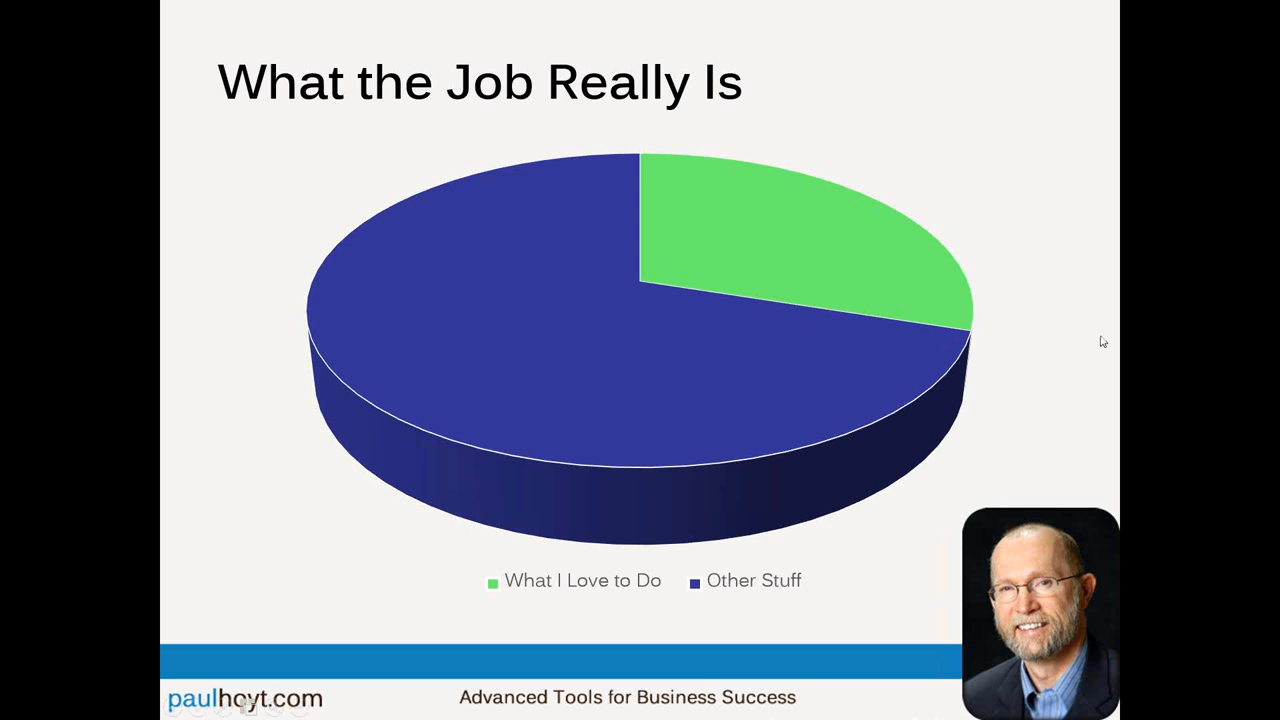 What the Job Really Is
What I Love to Do
Other Stuff
paulhoyt.com
Advanced Tools for Business Success